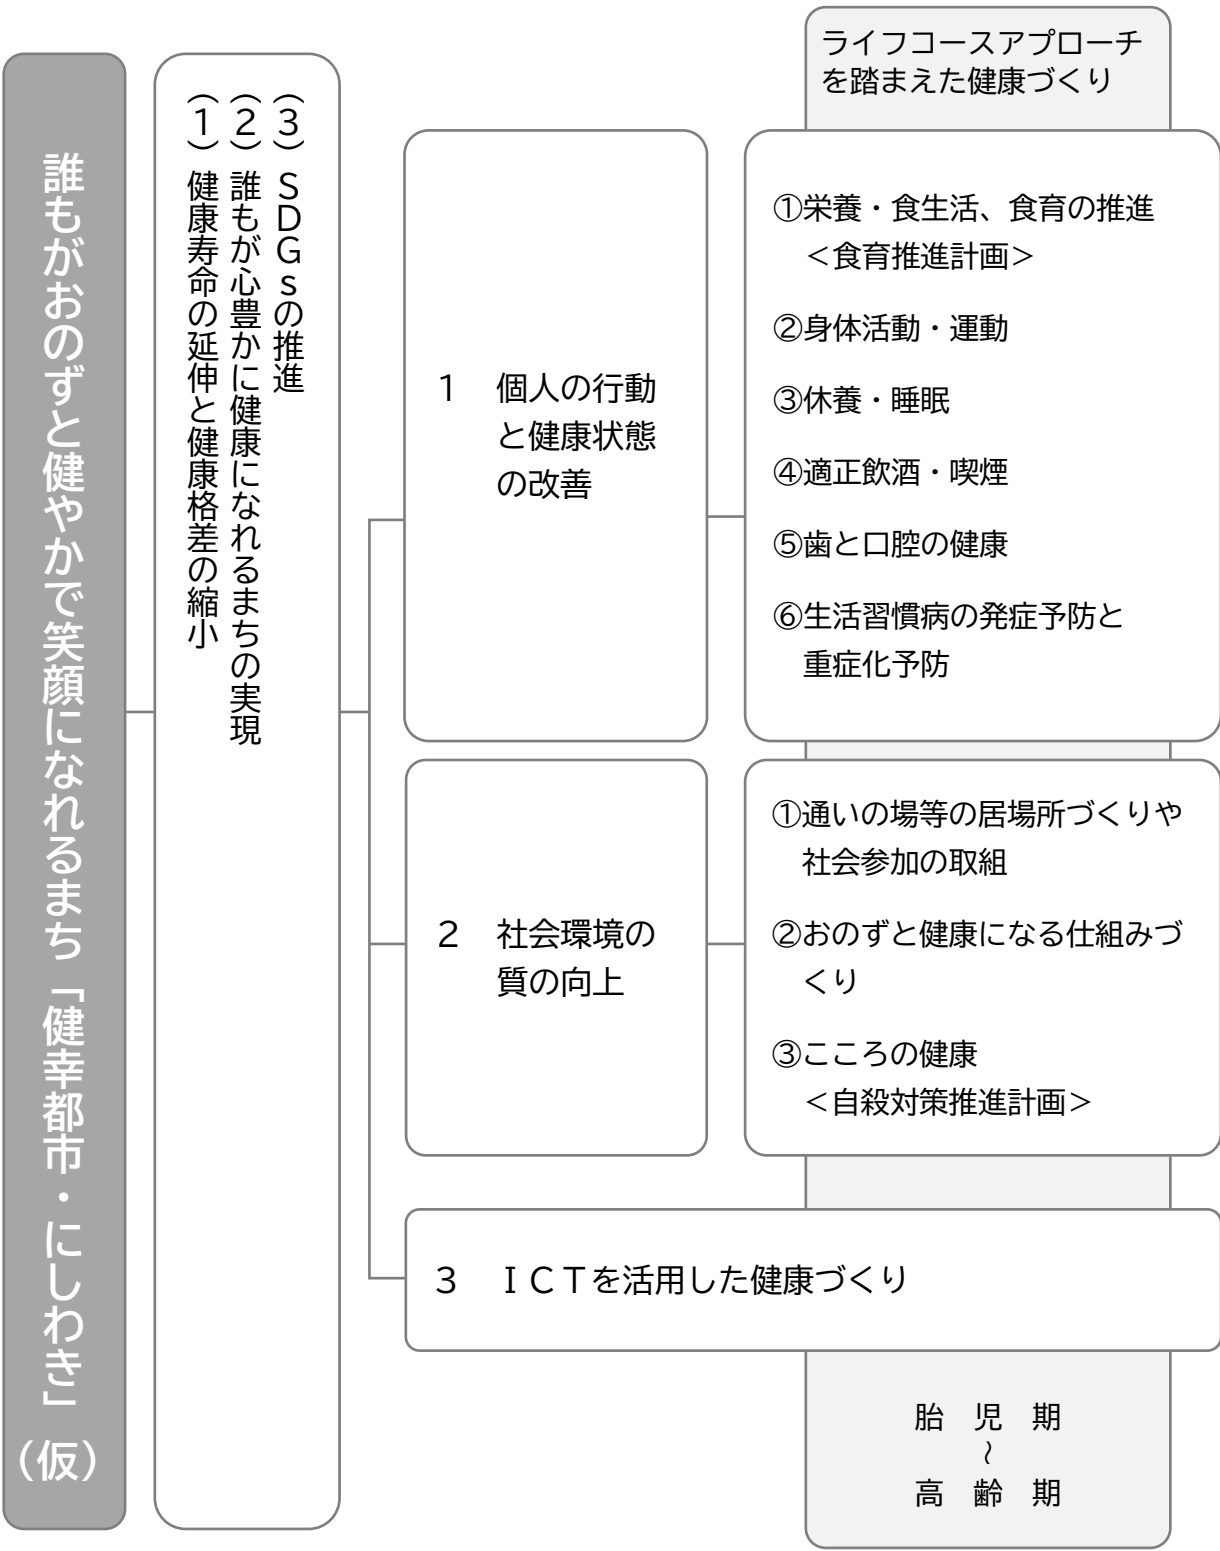 誰もがおのずと健やかで笑顔になれるまち「健幸都市・にしわき」（仮）
（３）ＳＤＧｓの推進
（２）誰もが心豊かに健康になれるまちの実現
（１）健康寿命の延伸と健康格差の縮小
ライフコースアプローチ
を踏まえた健康づくり
１　個人の行動
と健康状態
の改善
①栄養・食生活、食育の推進
＜食育推進計画＞
②身体活動・運動
③休養・睡眠
④適正飲酒・喫煙
⑤歯と口腔の健康
⑥生活習慣病の発症予防と
重症化予防
２　社会環境の
質の向上
①通いの場等の居場所づくりや
社会参加の取組
②おのずと健康になる仕組みづ
くり
③こころの健康
＜自殺対策推進計画＞
３　ＩＣＴを活用した健康づくり
胎　児　期
～
高　齢　期